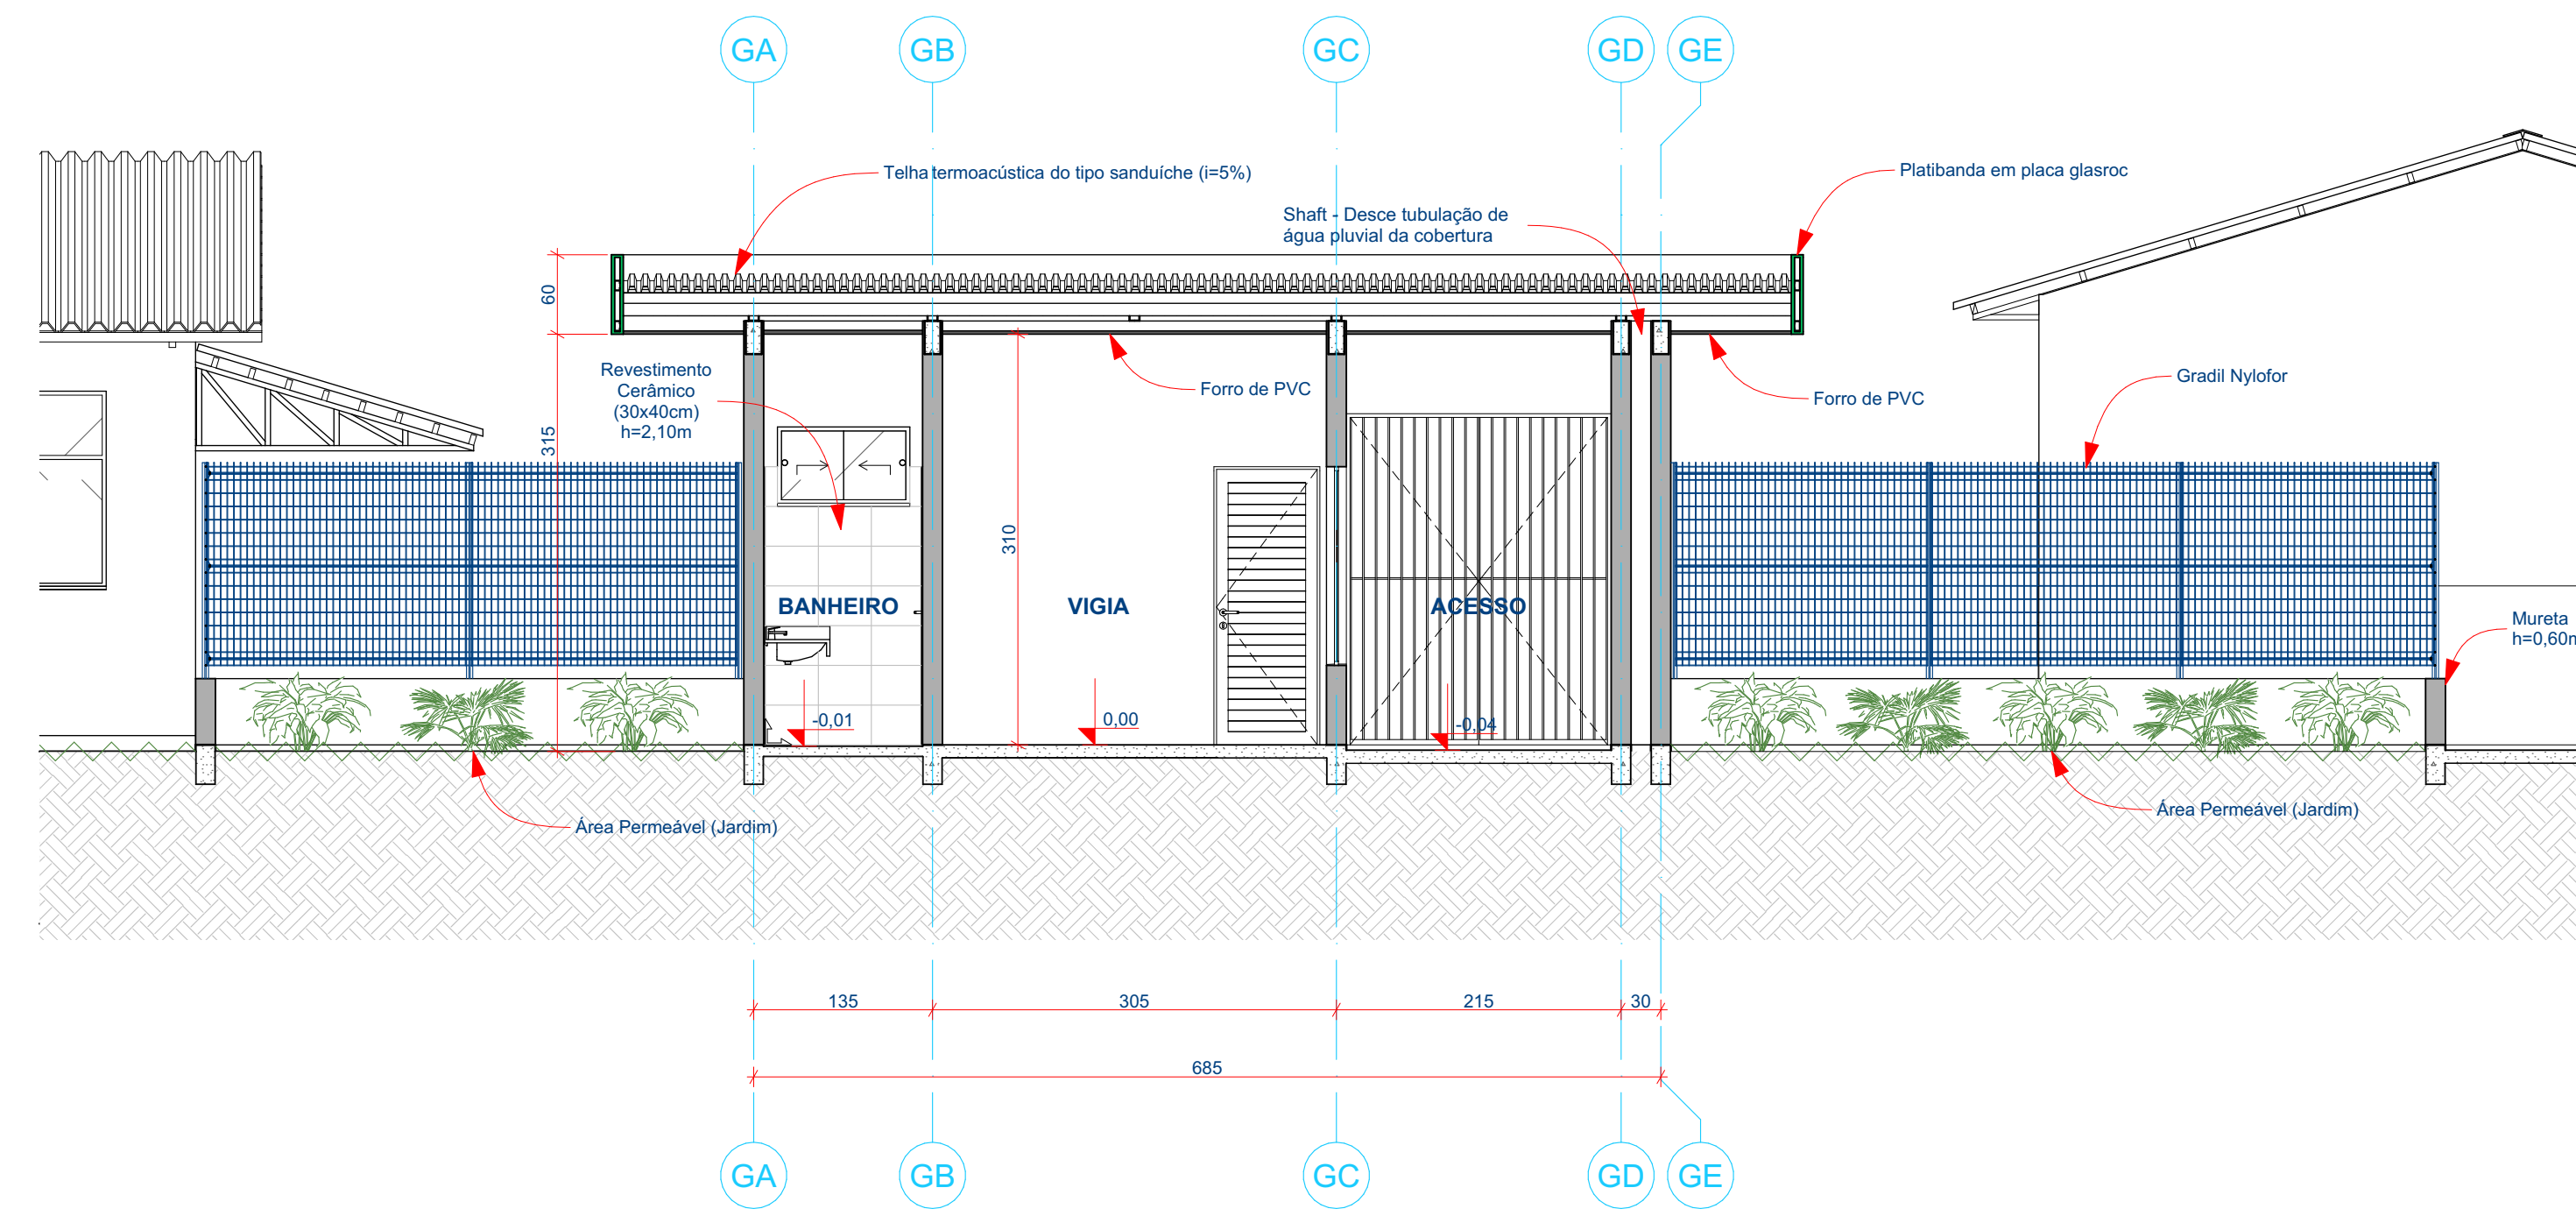 GA
GB
GC
GD
GE
Telha termoacústica do tipo sanduíche (i=5%)
Platibanda em placa glasroc
Shaft - Desce tubulação de
água pluvial da cobertura
60
315
Revestimento
Cerâmico
(30x40cm)
h=2,10m
Forro de PVC
Forro de PVC
Gradil Nylofor
310
BANHEIRO
VIGIA
ACESSO
Mureta
h=0,60m
-0,01
0,00
-0,04
Área Permeável (Jardim)
Área Permeável (Jardim)
135
305
215
30
685
GA
GB
GC
GD
GE